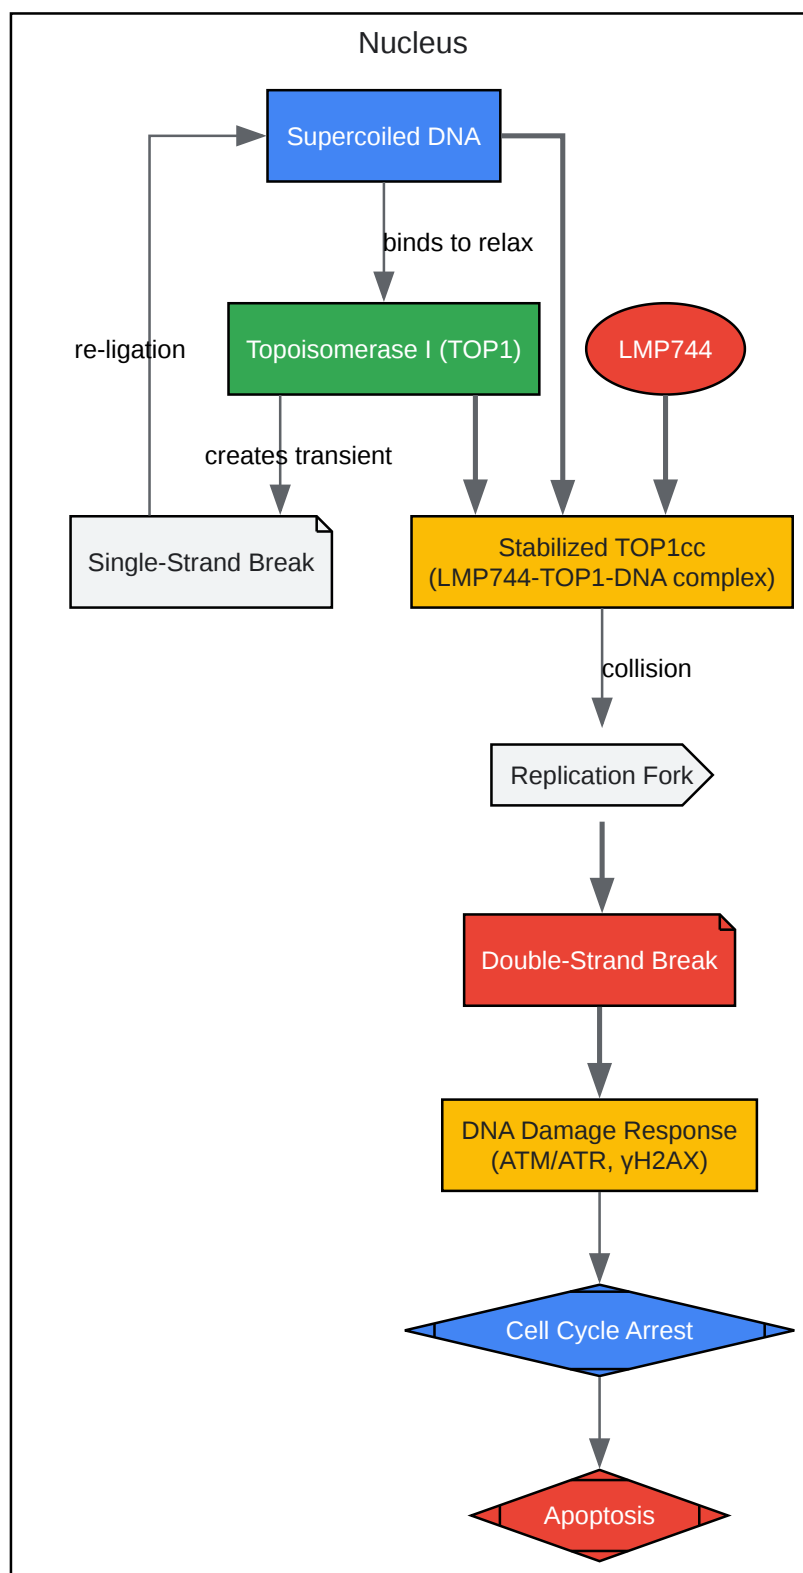 Nucleus
Supercoiled DNA
binds to relax
re-ligation
Topoisomerase I (TOP1)
LMP744
creates transient
Single-Strand Break
Stabilized TOP1cc
(LMP744-TOP1-DNA complex)
collision
Replication Fork
Double-Strand Break
DNA Damage Response
(ATM/ATR, γH2AX)
Cell Cycle Arrest
Apoptosis